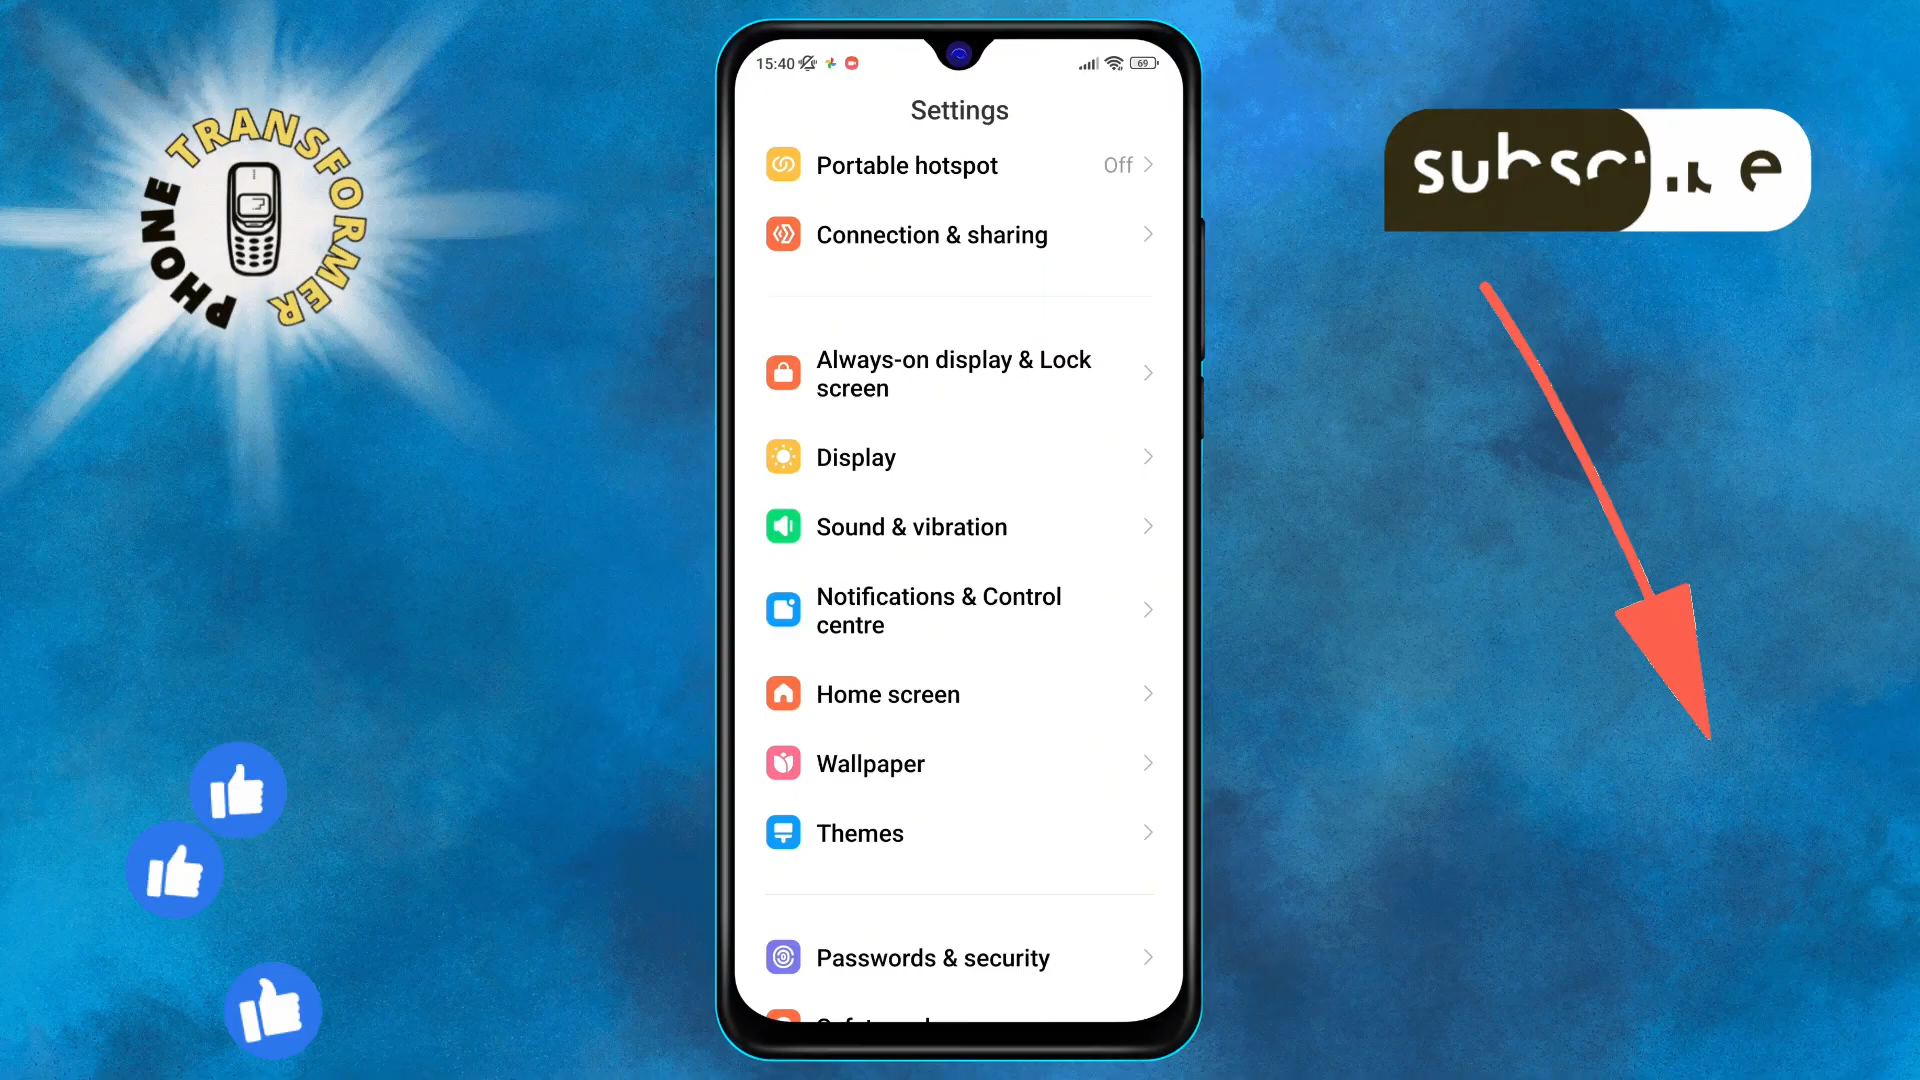 PHONE TRANSFORMER
15:40
69
Settings
Portable hotspot
Off
Connection & sharing
Always-on display & Lock
screen
Display
Sound & vibration
Notifications & Control
centre
Home screen
Wallpaper
Themes
Passwords & security